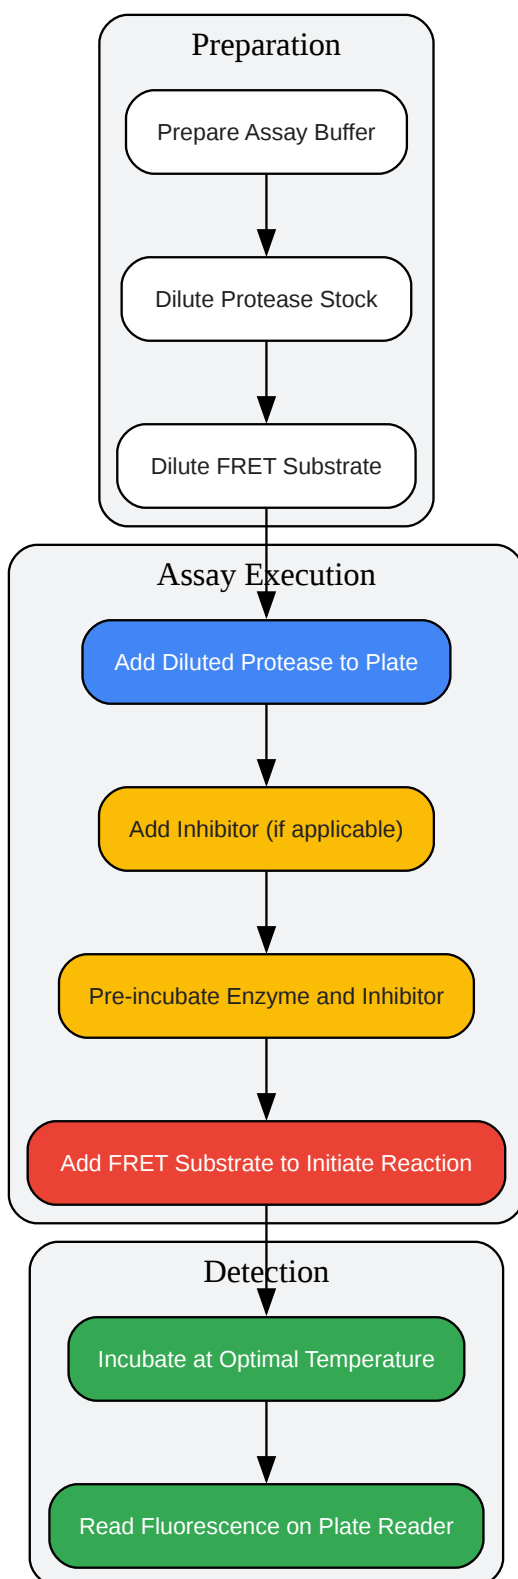 Preparation
Prepare Assay Buffer
Dilute Protease Stock
Dilute FRET Substrate
Assay Execution
Add Diluted Protease to Plate
Add Inhibitor (if applicable)
Pre-incubate Enzyme and Inhibitor
Add FRET Substrate to Initiate Reaction
Detection
Incubate at Optimal Temperature
Read Fluorescence on Plate Reader